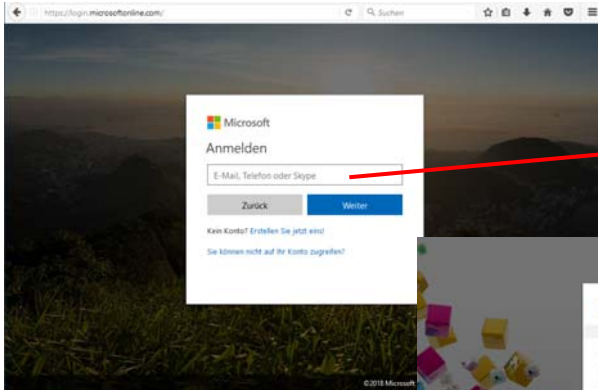 https://login.microsoftonline.com/
Suchen
Microsoft
Anmelden
E-Mail, Telefon oder Skype
Zurück
Weiter
Kein Konto? Erstellen Sie jetzt eins!
Sie können nicht auf Ihr Konto zugreifen?
©2018 Microsoft